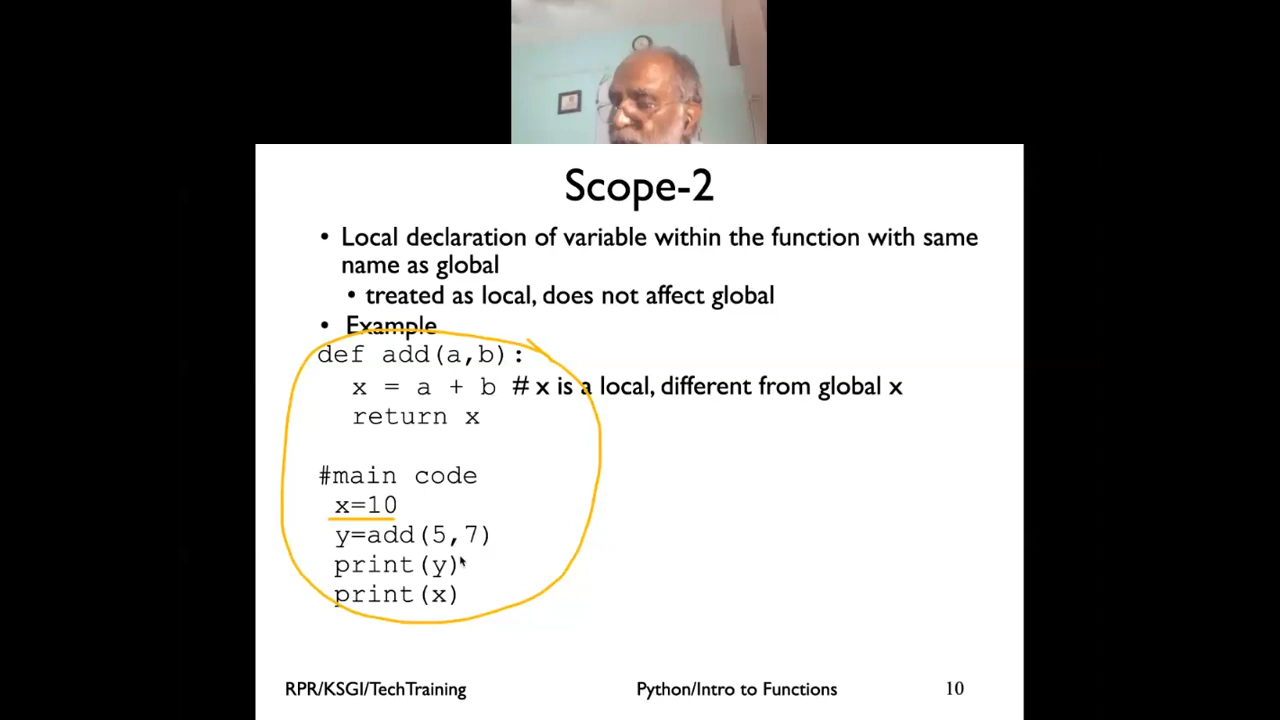 Scope-2
• Local declaration of variable within the function with same
name as global
• treated as local, does not affect global
• Example
def add(a,b):
x = a + b # x is a local, different from global x
return x
#main code
x=10
y=add(5,7)
print(y)
print(x)
RPR/KSGI/TechTraining Python/Intro to Functions 10